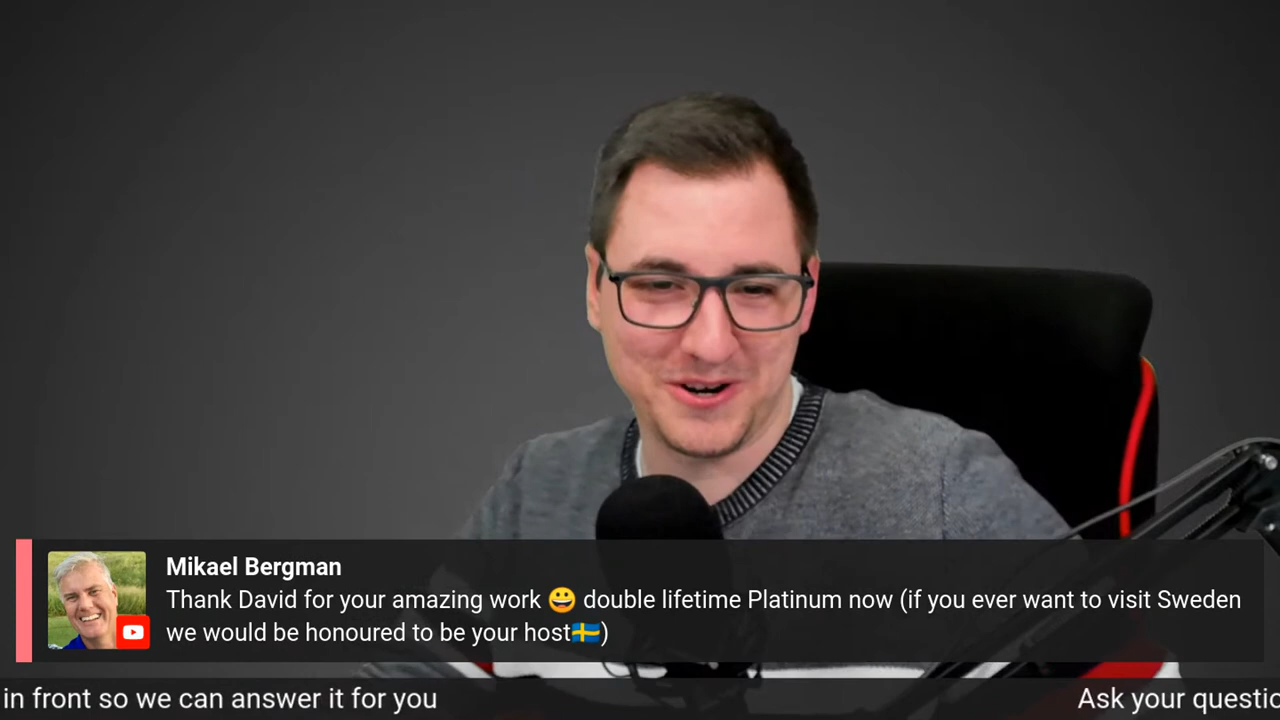 Mikael Bergman
Thank David for your amazing work 😀 double lifetime Platinum now (if you ever want to visit Sweden
we would be honoured to be your host🇸🇪)
in front so we can answer it for you
Ask your questio